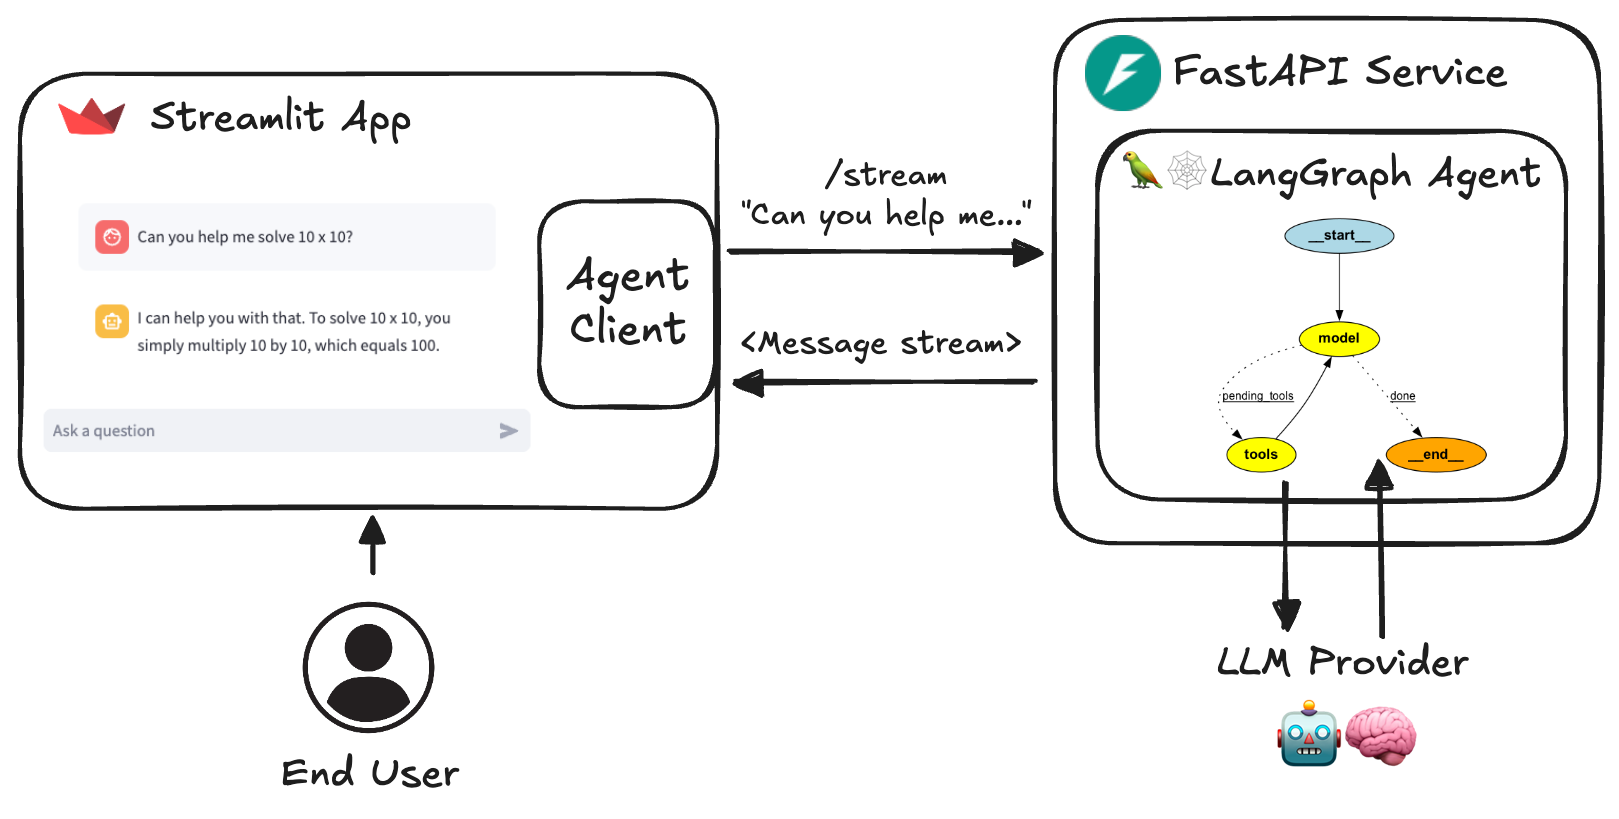 Streamlit App
Can you help me solve 10 x 10?
I can help you with that. To solve 10 x 10, you
simply multiply 10 by 10, which equals 100.
Ask a question
Agent
Client
End User
/stream
"Can you help me..."
<Message stream>
FastAPI Service
LangGraph Agent
__start__
model
pending_tools
done
tools
__end__
LLM Provider